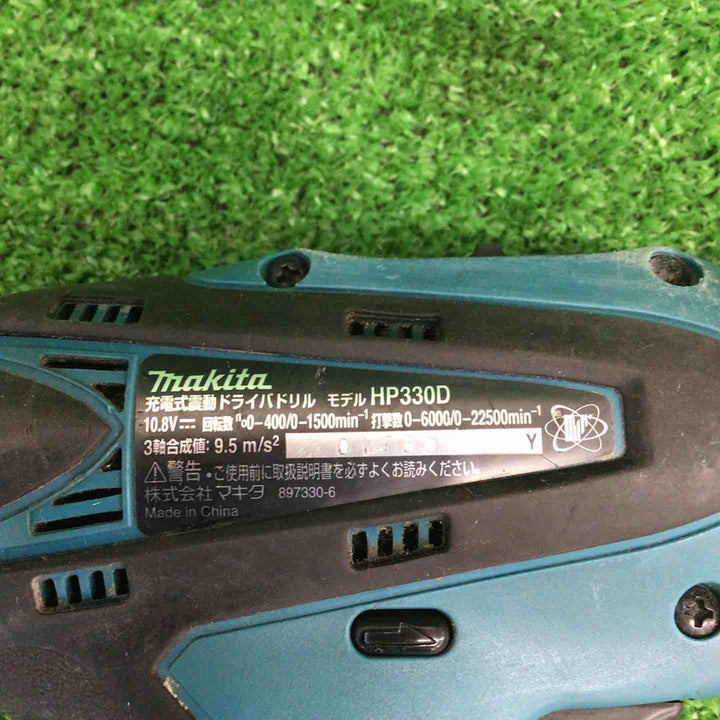 makita
充電式震動ドライバドリル モデル HP330D
10.8V 回転数 n₀0-400/0-1500min⁻¹ 打撃数0-6000/0-22500min⁻¹
3軸合成値: 9.5 m/s² Y
警告・ご使用前に取扱説明書を必ずよくお読みください。
株式会社 マキタ 897330-6
Made in China